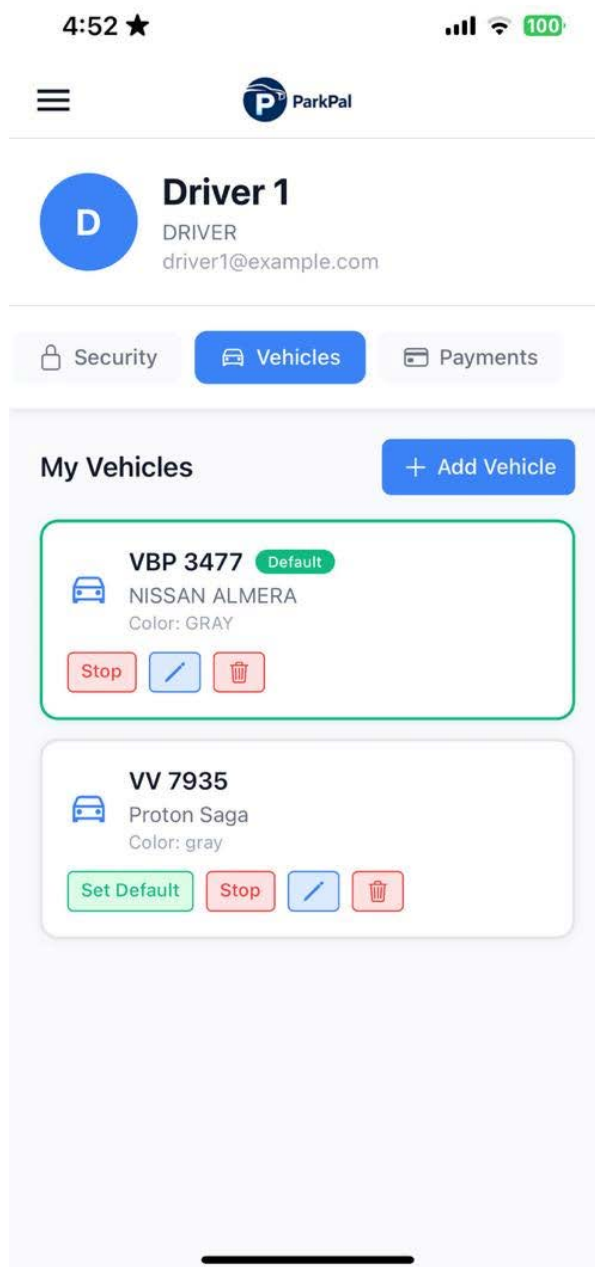 4:52
100
P ParkPal
D
Driver 1
DRIVER
driver1@example.com
Security
Vehicles
Payments
My Vehicles
+ Add Vehicle
VBP 3477 Default
NISSAN ALMERA
Color: GRAY
Stop
VV 7935
Proton Saga
Color: gray
Set Default Stop